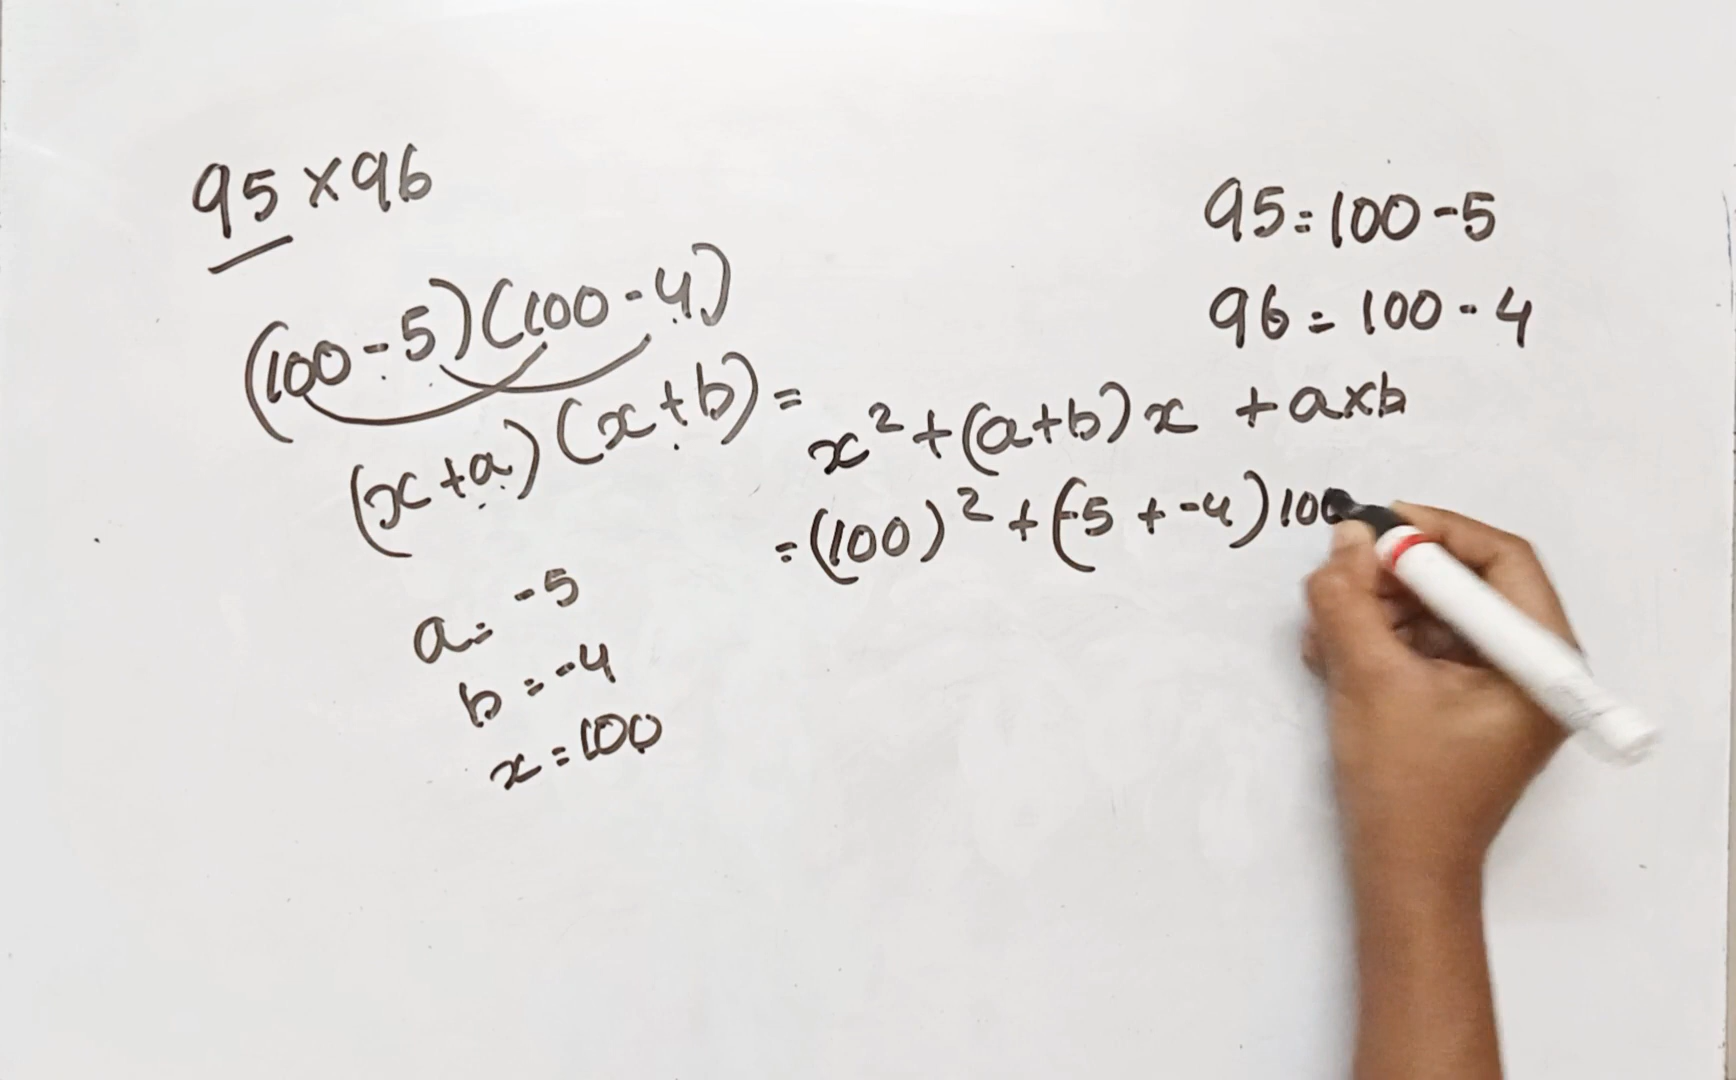 95 x 96
(100 - 5) (100 - 4)
(x + a) (x + b) =
a = -5
b = -4
x = 100
95 = 100 - 5
96 = 100 - 4
x² + (a + b) x + a x b
= (100)² + (-5 + -4) 100